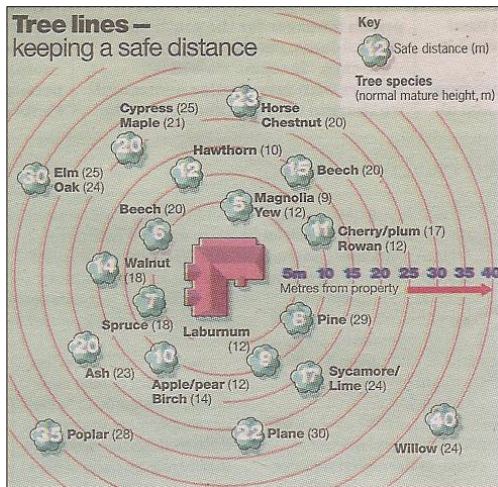 Tree lines –
keeping a safe distance
Key
12 Safe distance (m)
Tree species
(normal mature height, m)
23 Horse
Chestnut (20)
Cypress (25)
Maple (21)
20
Hawthorn (10)
12
15 Beech (20)
30 Elm (25)
Oak (24)
5 Magnolia (9)
Yew (12)
Beech (20)
11 Cherry/plum (17)
Rowan (12)
14 Walnut
(18)
5m 10 15 20 25 30 35 40
Metres from property
7
Spruce (18)
Laburnum
(12)
9
8 Pine (29)
20
Ash (23)
10
Apple/pear (12)
Birch (14)
17 Sycamore/
Lime (24)
35 Poplar (28)
22 Plane (30)
40
Willow (24)